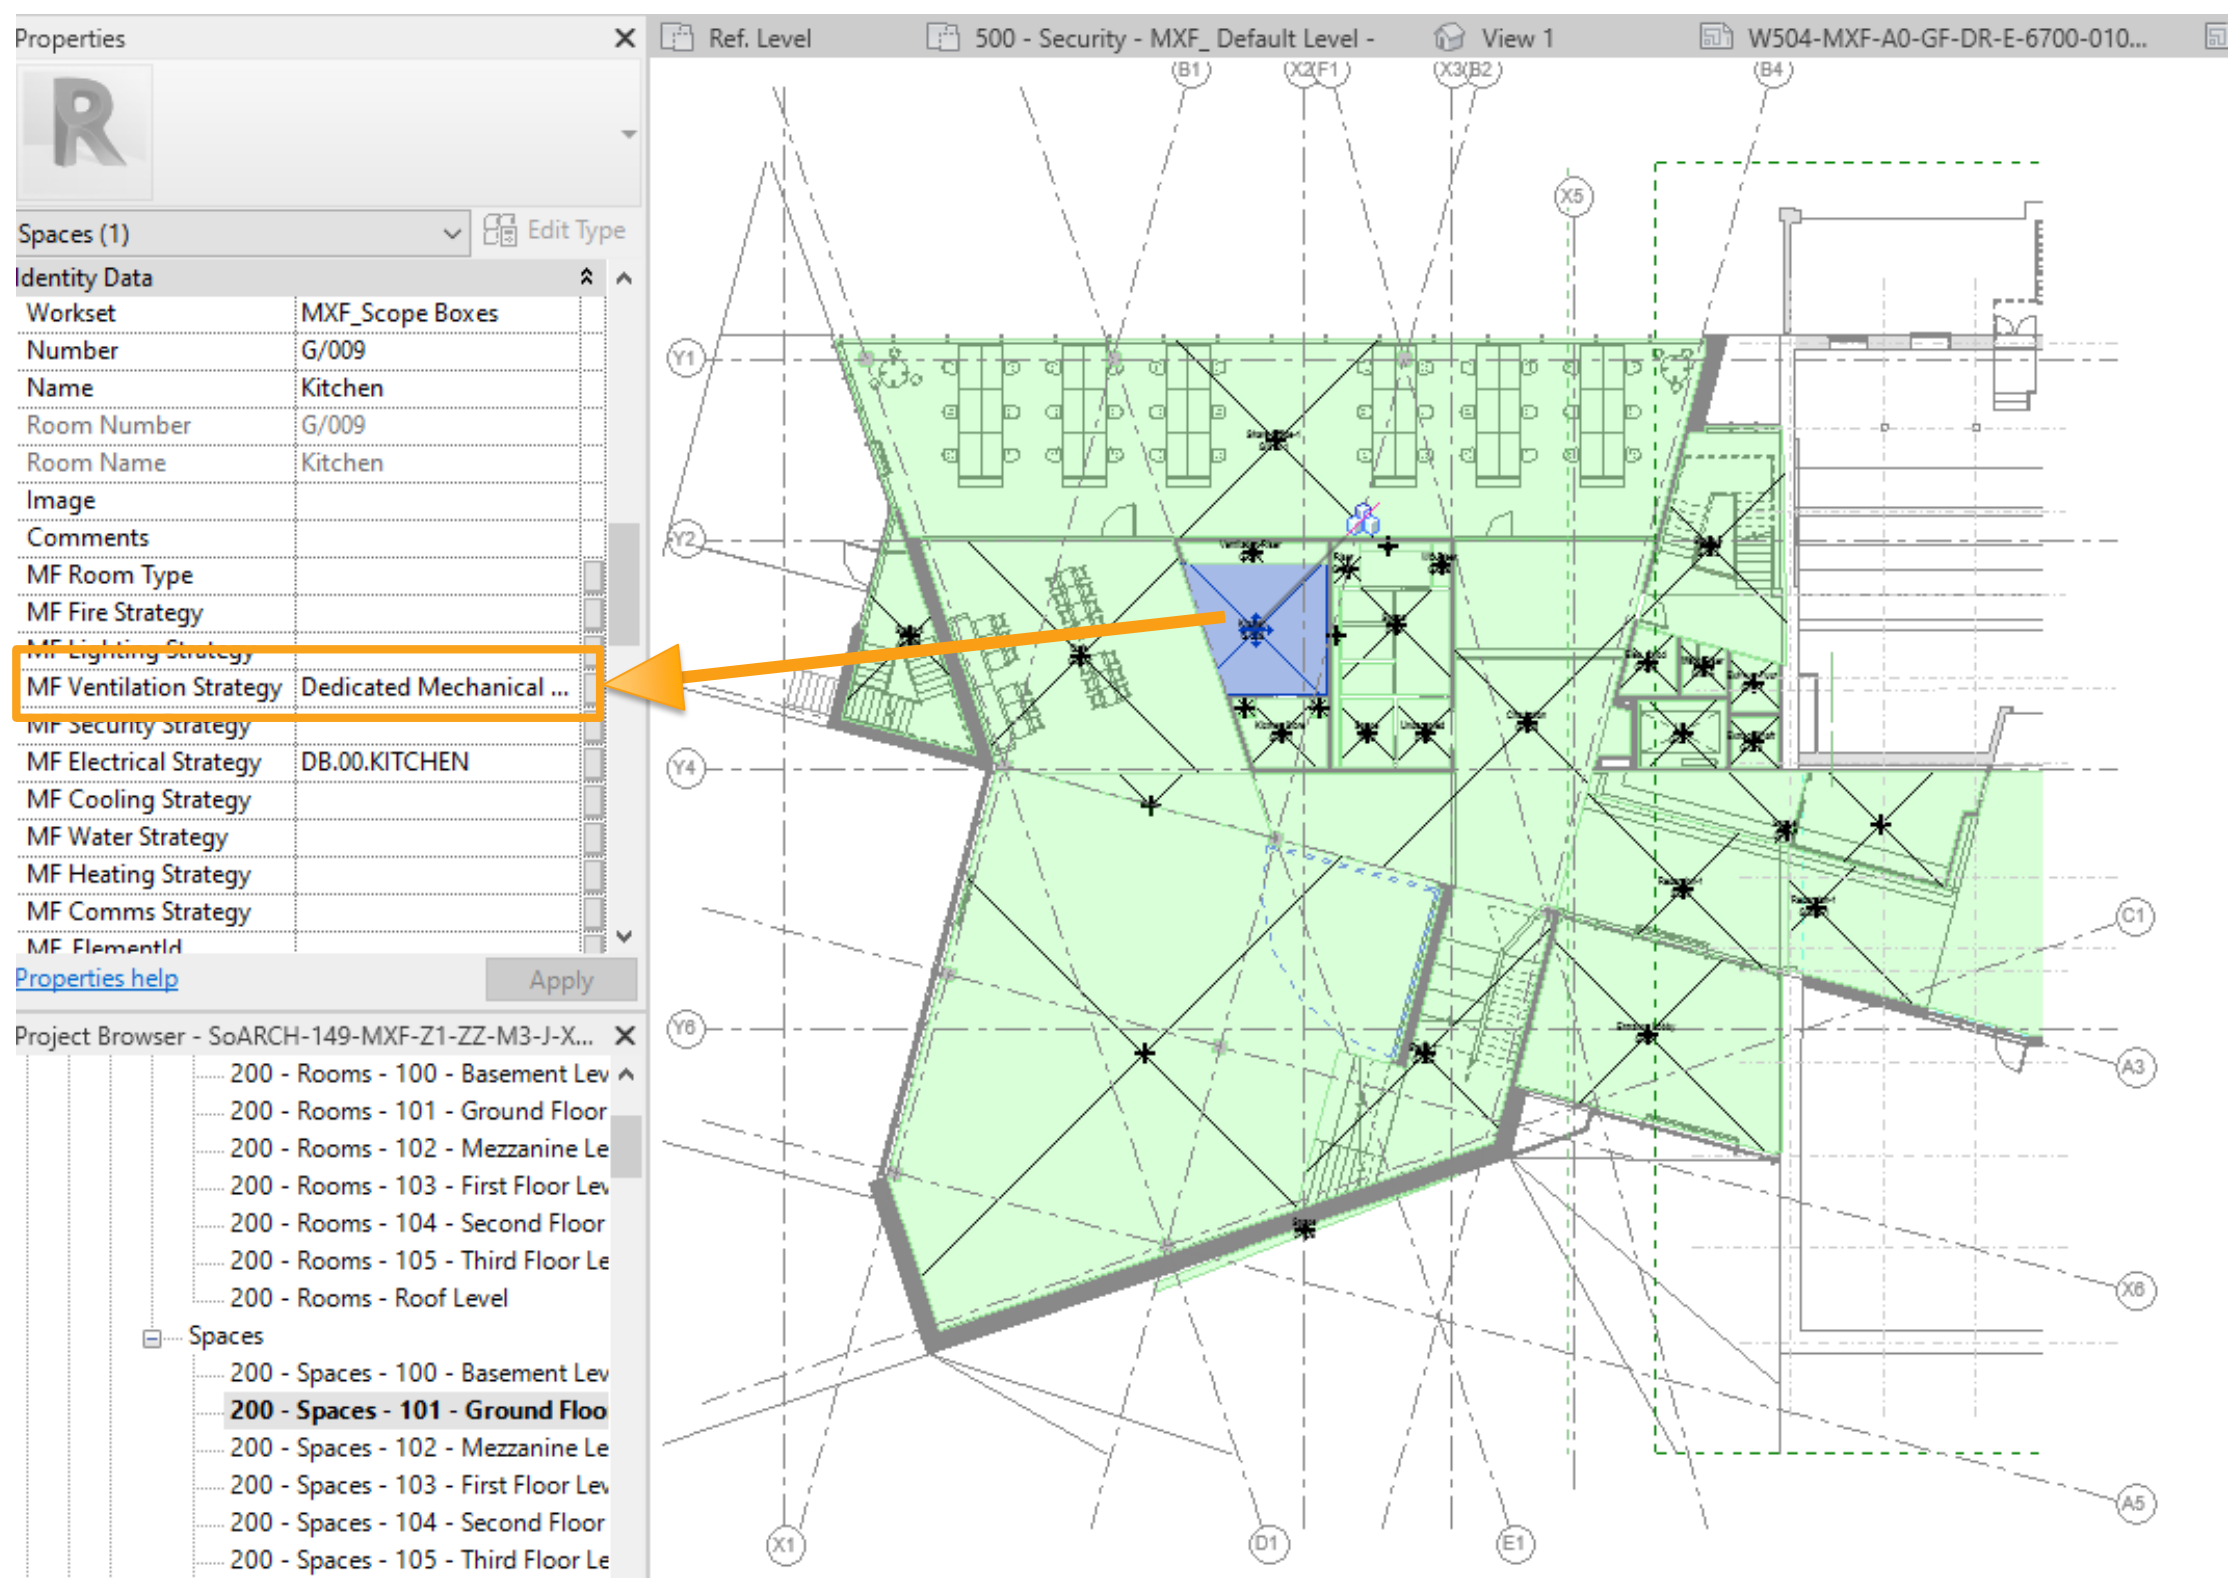 Properties
Ref. Level
500 - Security - MXF_ Default Level -
View 1
W504-MXF-A0-GF-DR-E-6700-010...
R
Spaces (1)
Edit Type
Identity Data
Workset MXF_Scope Boxes
Number G/009
Name Kitchen
Room Number G/009
Room Name Kitchen
Image
Comments
MF Room Type
MF Fire Strategy
MF Lighting Strategy
MF Ventilation Strategy Dedicated Mechanical ...
MF Security Strategy
MF Electrical Strategy DB.00.KITCHEN
MF Cooling Strategy
MF Water Strategy
MF Heating Strategy
MF Comms Strategy
MF_ElementId
Properties help
Apply
Project Browser - SoARCH-149-MXF-Z1-ZZ-M3-J-X...
200 - Rooms - 100 - Basement Lev
200 - Rooms - 101 - Ground Floor
200 - Rooms - 102 - Mezzanine Le
200 - Rooms - 103 - First Floor Lev
200 - Rooms - 104 - Second Floor
200 - Rooms - 105 - Third Floor Le
200 - Rooms - Roof Level
Spaces
200 - Spaces - 100 - Basement Lev
200 - Spaces - 101 - Ground Floo
200 - Spaces - 102 - Mezzanine Le
200 - Spaces - 103 - First Floor Lev
200 - Spaces - 104 - Second Floor
200 - Spaces - 105 - Third Floor Le
B1
X2
F1
X3
B2
B4
X5
Y1
Y2
Y4
Y6
C1
A3
X6
A5
X1
D1
E1